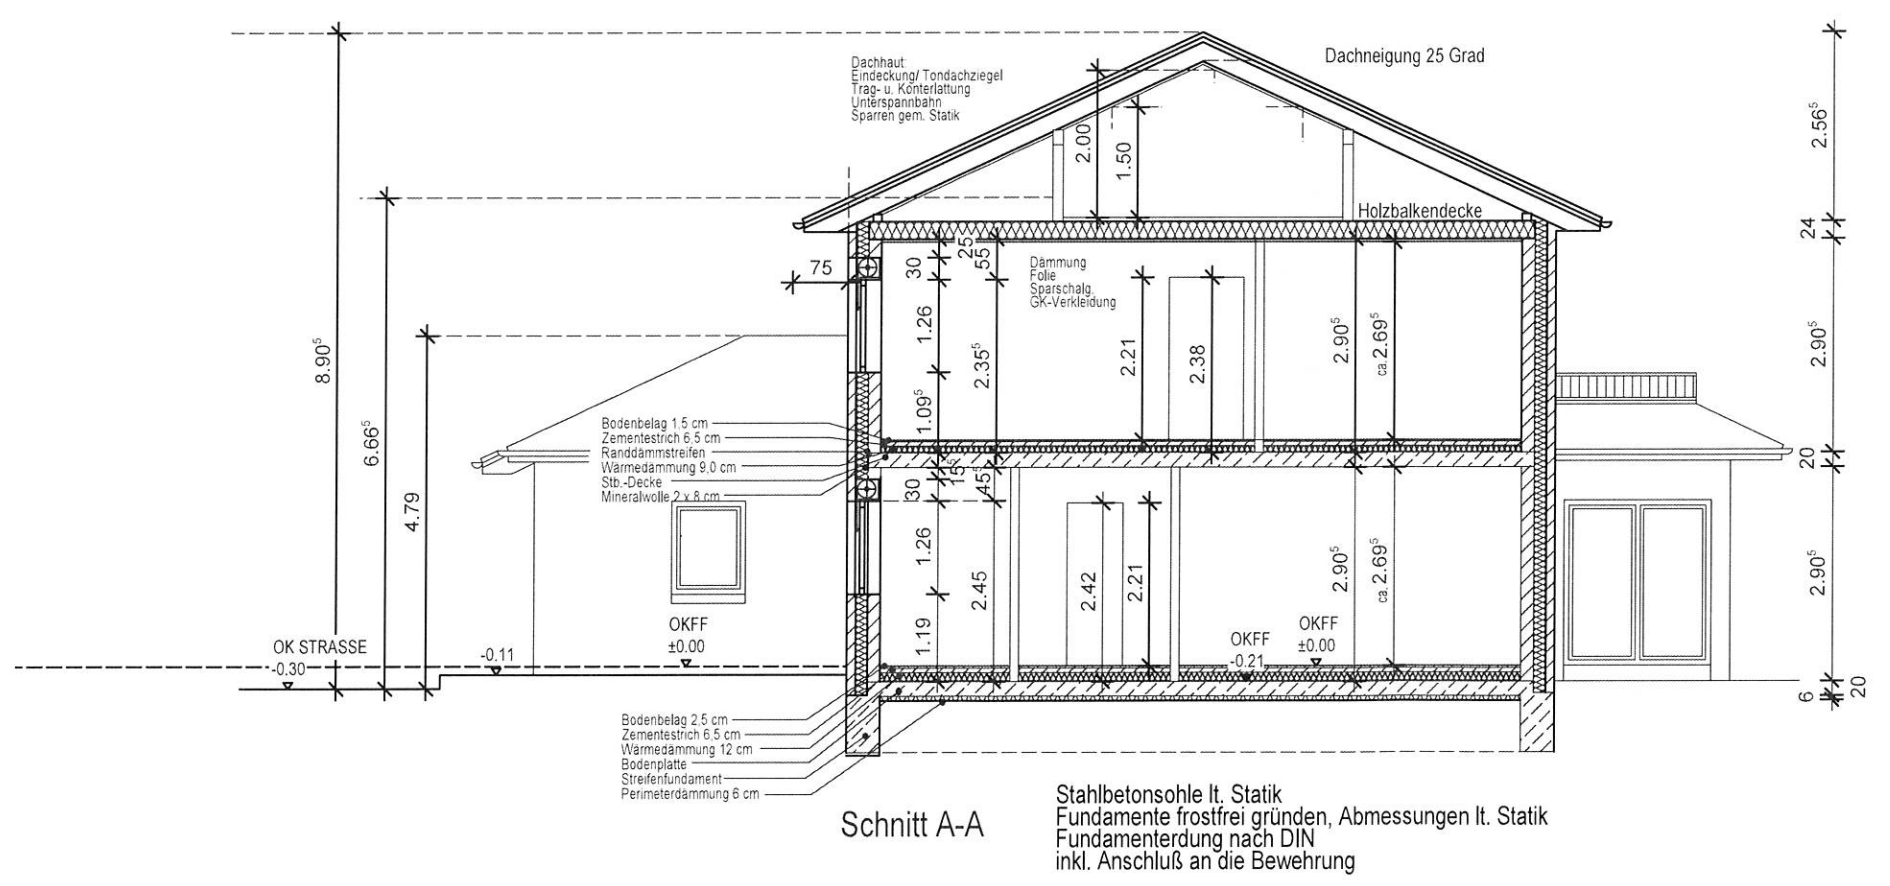 Dachneigung 25 Grad
Dachhaut:
Eindeckung/ Tondachziegel
Trag- u. Konterlattung
Unterspannbahn
Sparren gem. Statik
2.00
1.50
2.56⁵
Holzbalkendecke
24
75
30
25
55
Dämmung
Folie
Sparschalg.
GK-Verkleidung
1.26
2.35⁵
2.21
2.38
2.90⁵
ca.2.69⁵
2.90⁵
8.90⁵
6.66⁵
4.79
1.09⁵
Bodenbelag 1,5 cm
Zementestrich 6,5 cm
Randdämmstreifen
Wärmedämmung 9,0 cm
Stb.-Decke
Mineralwolle 2 x 8 cm
15⁵
30
45⁵
20
1.26
2.45
2.42
2.21
2.90⁵
ca.2.69⁵
2.90⁵
1.19
OK STRASSE
-0.30
-0.11
OKFF
±0.00
OKFF
-0.21
OKFF
±0.00
6
20
Bodenbelag 2,5 cm
Zementestrich 6,5 cm
Wärmedämmung 12 cm
Bodenplatte
Streifenfundament
Perimeterdämmung 6 cm
Schnitt A-A
Stahlbetonsohle lt. Statik
Fundamente frostfrei gründen, Abmessungen lt. Statik
Fundamenterdung nach DIN
inkl. Anschluß an die Bewehrung